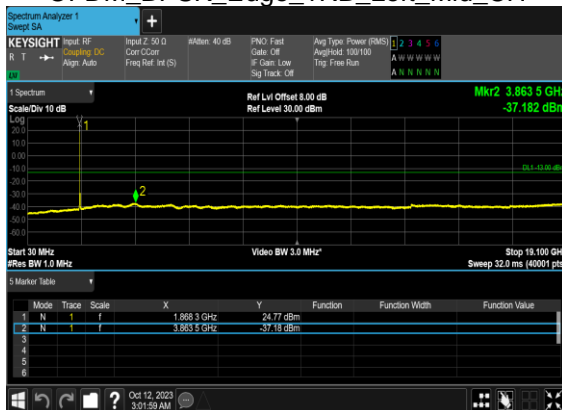 Spectrum Analyzer 1
Swept SA
KEYSIGHT
R T
Input: RF
Coupling: DC
Align: Auto
Input Z: 50 Ω
Corr CCorr
Freq Ref: Int (S)
#Atten: 40 dB
PNO: Fast
Gate: Off
IF Gain: Low
Sig Track: Off
Avg Type: Power (RMS)
Avg|Hold: 100/100
Trig: Free Run
1 2 3 4 5 6
A W W W W W
A N N N N N
1 Spectrum
Scale/Div 10 dB
Ref Lvl Offset 8.00 dB
Ref Level 30.00 dBm
Mkr2 3.863 5 GHz
-37.182 dBm
Log
20.0
10.0
0.00
-10.0
-20.0
-30.0
-40.0
-50.0
-60.0
1
2
DL1 -13.00 dBm
Start 30 MHz
#Res BW 1.0 MHz
Video BW 3.0 MHz*
Stop 19.100 GHz
Sweep 32.0 ms (40001 pts)
5 Marker Table
Mode Trace Scale X Y Function Function Width Function Value
1 N 1 f 1.868 3 GHz 24.77 dBm
2 N 1 f 3.863 5 GHz -37.18 dBm
3
4
5
6
?
Oct 12, 2023
3:01:59 AM